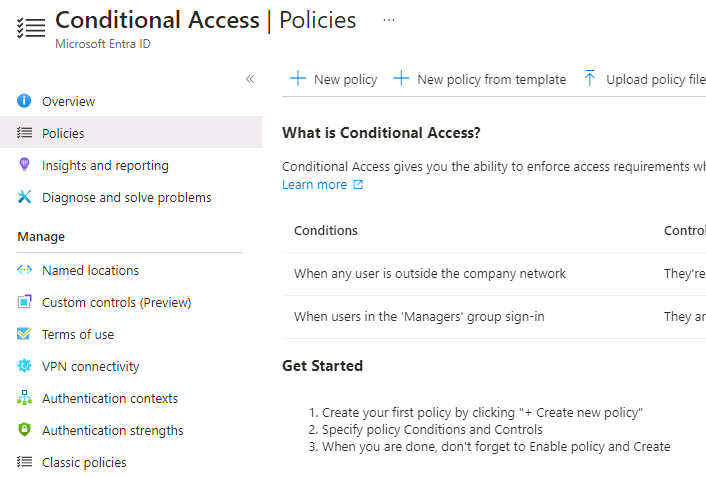 Conditional Access | Policies ...
Microsoft Entra ID
«
Overview
Policies
Insights and reporting
Diagnose and solve problems
Manage
Named locations
Custom controls (Preview)
Terms of use
VPN connectivity
Authentication contexts
Authentication strengths
Classic policies
+ New policy + New policy from template Upload policy file
What is Conditional Access?
Conditional Access gives you the ability to enforce access requirements wh
Learn more
Conditions Control
When any user is outside the company network They're
When users in the 'Managers' group sign-in They ar
Get Started
1. Create your first policy by clicking "+ Create new policy"
2. Specify policy Conditions and Controls
3. When you are done, don't forget to Enable policy and Create